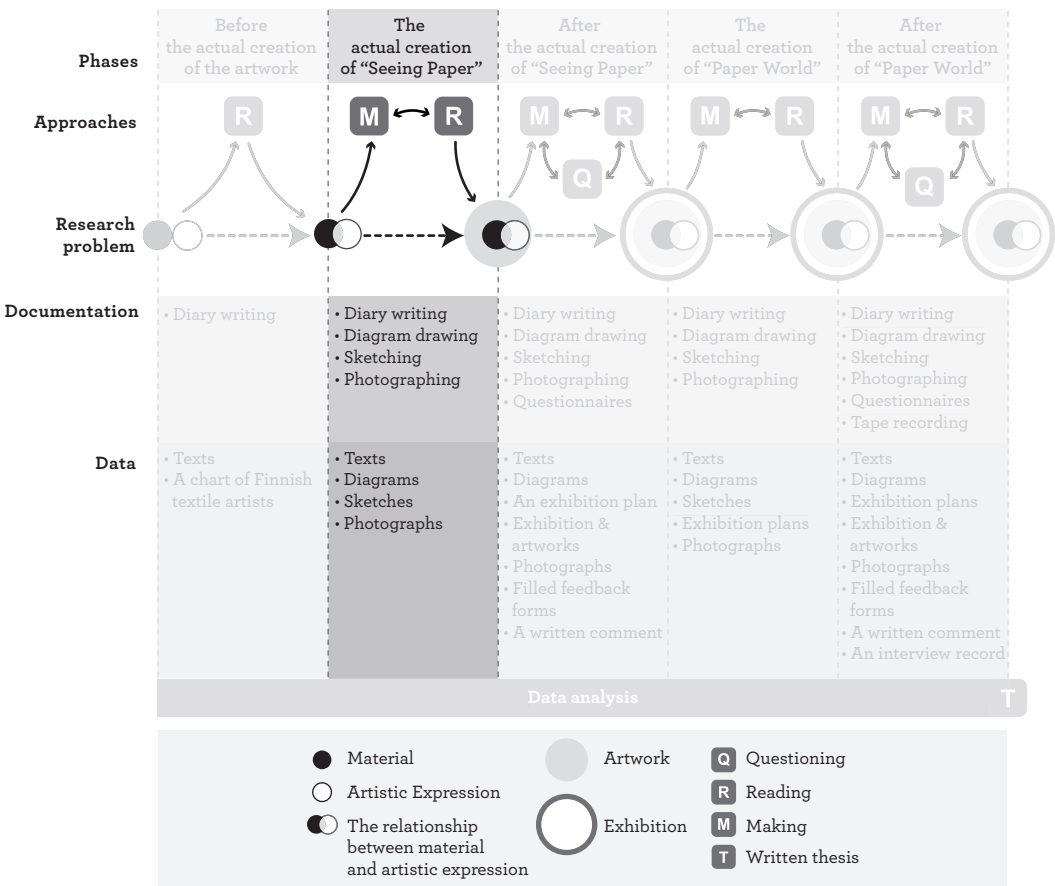 Phases
Before
the actual creation
of the artwork
The
actual creation
of “Seeing Paper”
After
the actual creation
of “Seeing Paper”
The
actual creation
of “Paper World”
After
the actual creation
of “Paper World”
Approaches
R
M
R
M
R
Q
M
R
M
R
Q
Research
problem
Documentation
• Diary writing
• Diary writing
• Diagram drawing
• Sketching
• Photographing
• Diary writing
• Diagram drawing
• Sketching
• Photographing
• Questionnaires
• Diary writing
• Diagram drawing
• Sketching
• Photographing
• Diary writing
• Diagram drawing
• Sketching
• Photographing
• Questionnaires
• Tape recording
Data
• Texts
• A chart of Finnish
textile artists
• Texts
• Diagrams
• Sketches
• Photographs
• Texts
• Diagrams
• An exhibition plan
• Exhibition &
artworks
• Photographs
• Filled feedback
forms
• A written comment
• Texts
• Diagrams
• Sketches
• Exhibition plans
• Photographs
• Texts
• Diagrams
• Exhibition plans
• Exhibition &
artworks
• Photographs
• Filled feedback
forms
• A written comment
• An interview record
Data analysis
T
Material
Artistic Expression
The relationship
between material
and artistic expression
Artwork
Exhibition
Q Questioning
R Reading
M Making
T Written thesis